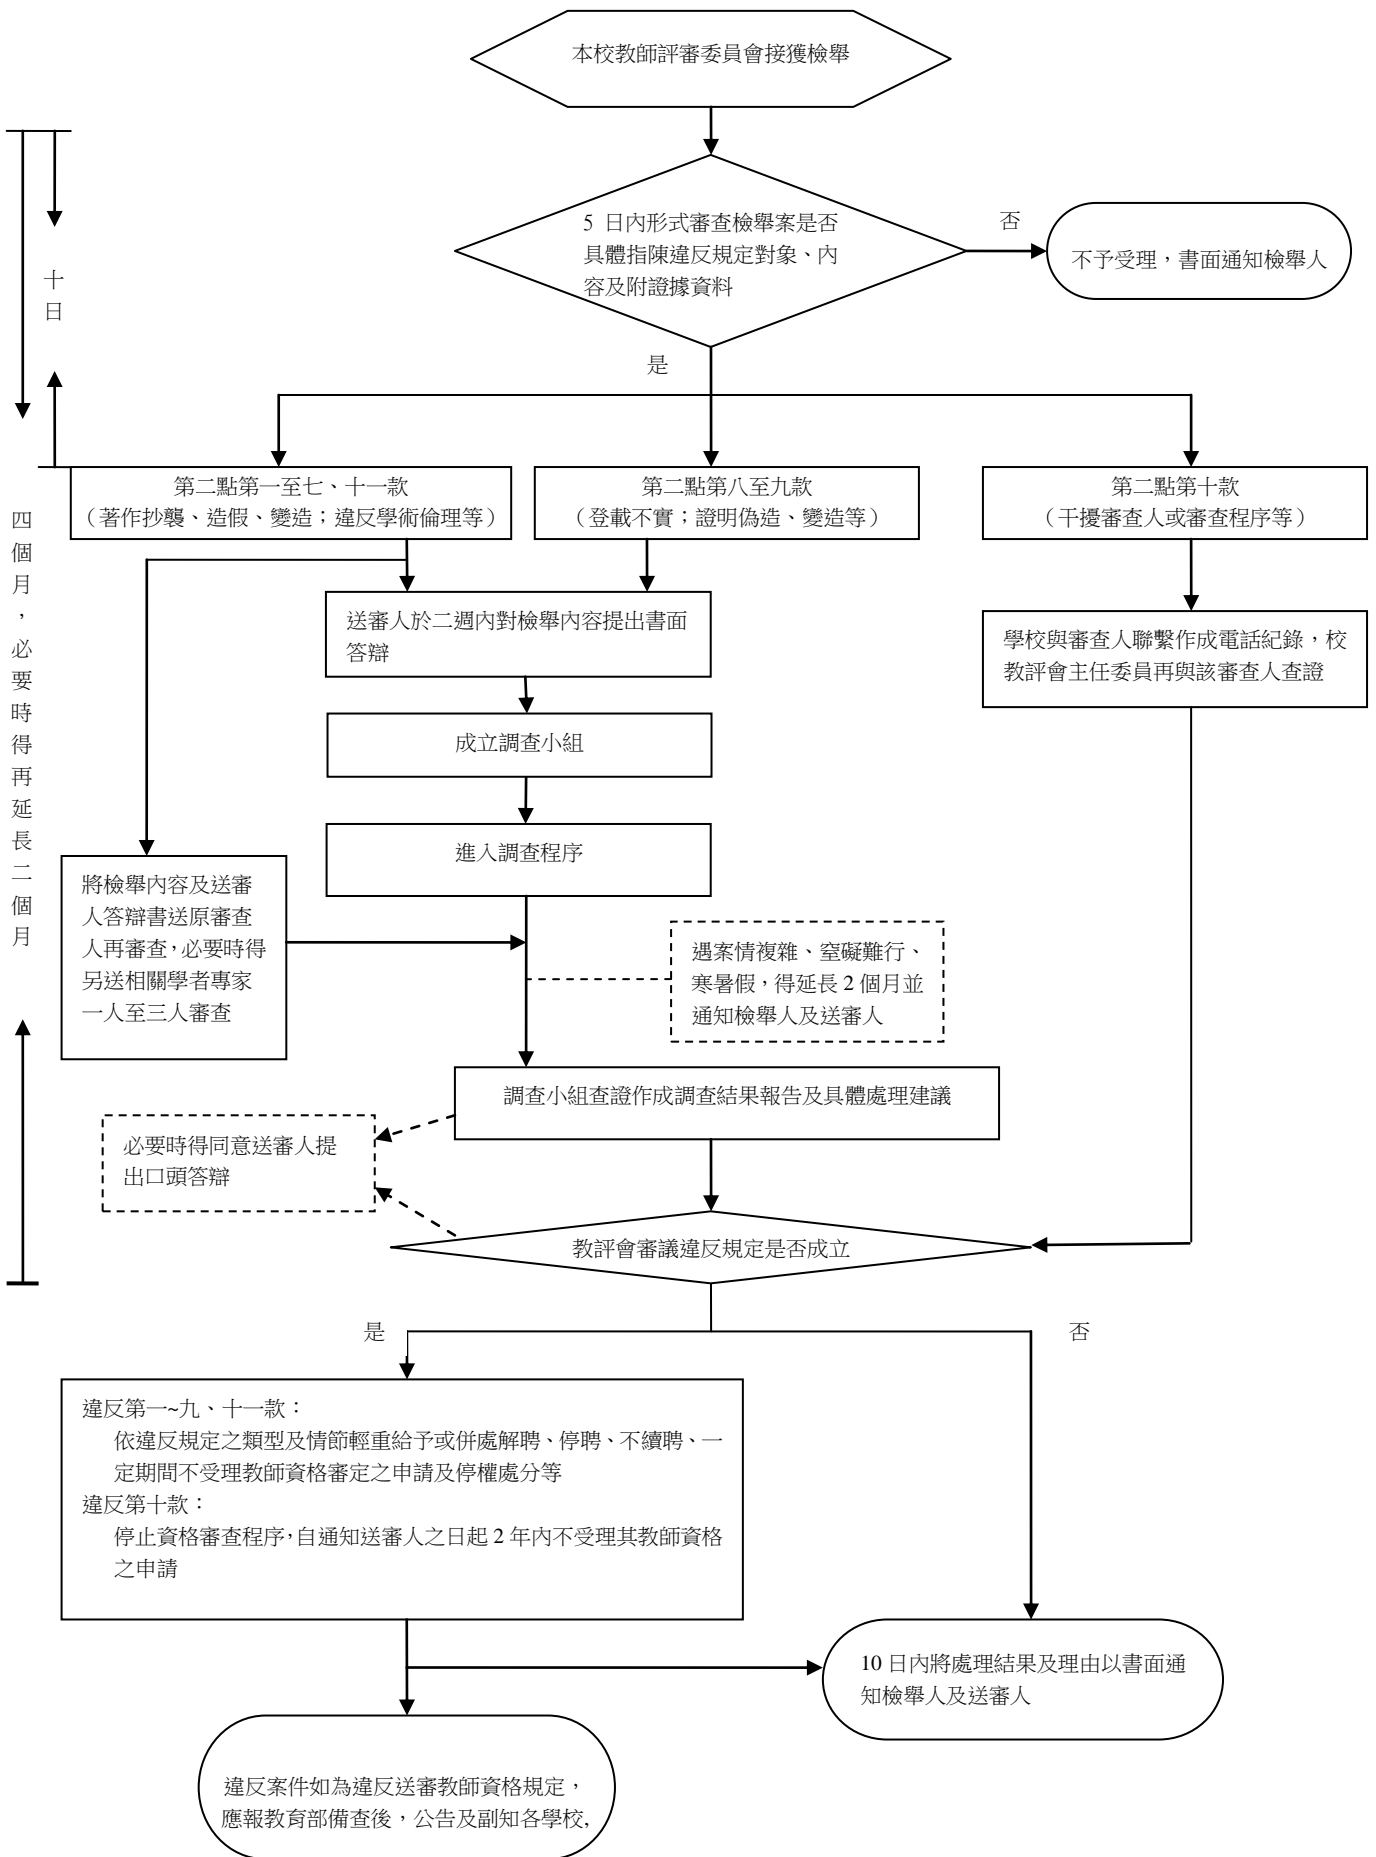 本校教師評審委員會接獲檢舉
5 日內形式審查檢舉案是否
具體指陳違反規定對象、內
容及附證據資料
否
不予受理，書面通知檢舉人
十
日
是
第二點第一至七、十一款
（著作抄襲、造假、變造；違反學術倫理等）
第二點第八至九款
（登載不實；證明偽造、變造等）
第二點第十款
（干擾審查人或審查程序等）
四
個
月
，
必
要
時
得
再
延
長
二
個
月
送審人於二週內對檢舉內容提出書面
答辯
學校與審查人聯繫作成電話紀錄，校
教評會主任委員再與該審查人查證
成立調查小組
進入調查程序
將檢舉內容及送審
人答辯書送原審查
人再審查，必要時得
另送相關學者專家
一人至三人審查
遇案情複雜、窒礙難行、
寒暑假，得延長 2 個月並
通知檢舉人及送審人
調查小組查證作成調查結果報告及具體處理建議
必要時得同意送審人提
出口頭答辯
教評會審議違反規定是否成立
是
否
違反第一~九、十一款：
依違反規定之類型及情節輕重給予或併處解聘、停聘、不續聘、一
定期間不受理教師資格審定之申請及停權處分等
違反第十款：
停止資格審查程序，自通知送審人之日起 2 年內不受理其教師資格
之申請
10 日內將處理結果及理由以書面通
知檢舉人及送審人
違反案件如為違反送審教師資格規定，
應報教育部備查後，公告及副知各學校,